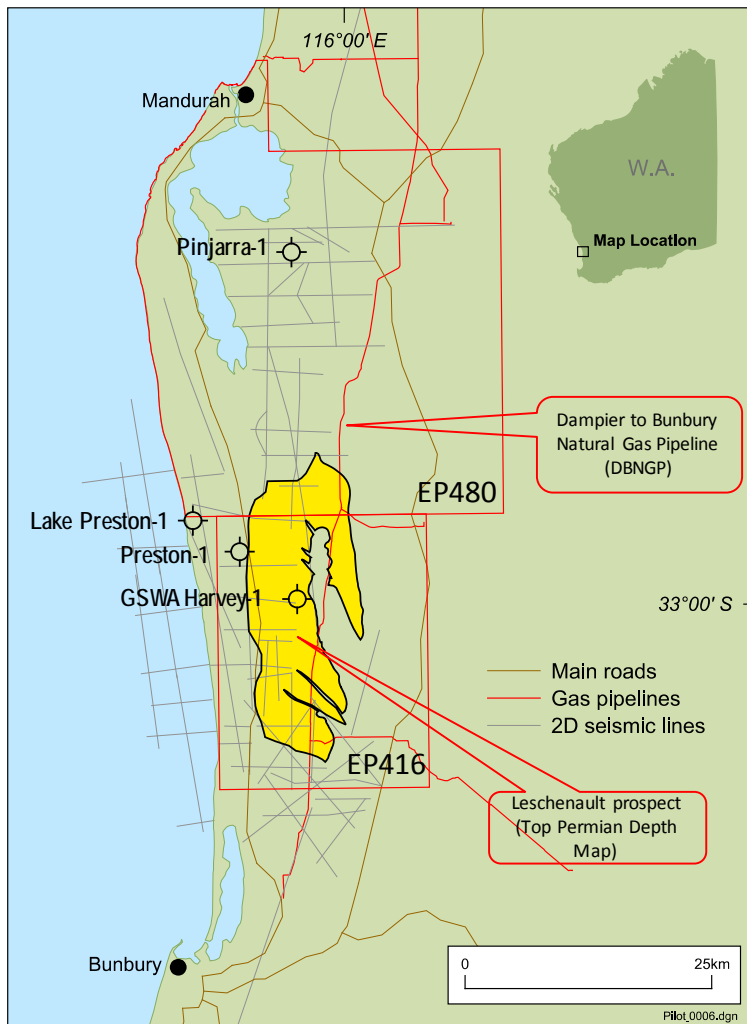 116°00' E
Mandurah
W.A.
Map Location
Pinjarra-1
Dampier to Bunbury
Natural Gas Pipeline
(DBNGP)
EP480
Lake Preston-1
Preston-1
GSWA Harvey-1
33°00' S
Main roads
Gas pipelines
2D seismic lines
EP416
Leschenault prospect
(Top Permian Depth
Map)
Bunbury
0
25km
Pilot_0006.dgn